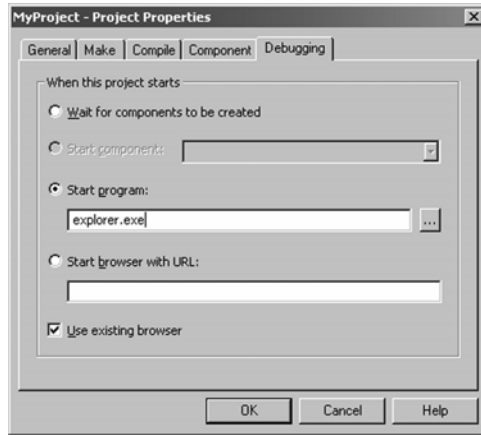 MyProject - Project Properties
General Make Compile Component Debugging
When this project starts
Wait for components to be created
Start component:
Start program:
explorer.exe
...
Start browser with URL:
Use existing browser
OK Cancel Help